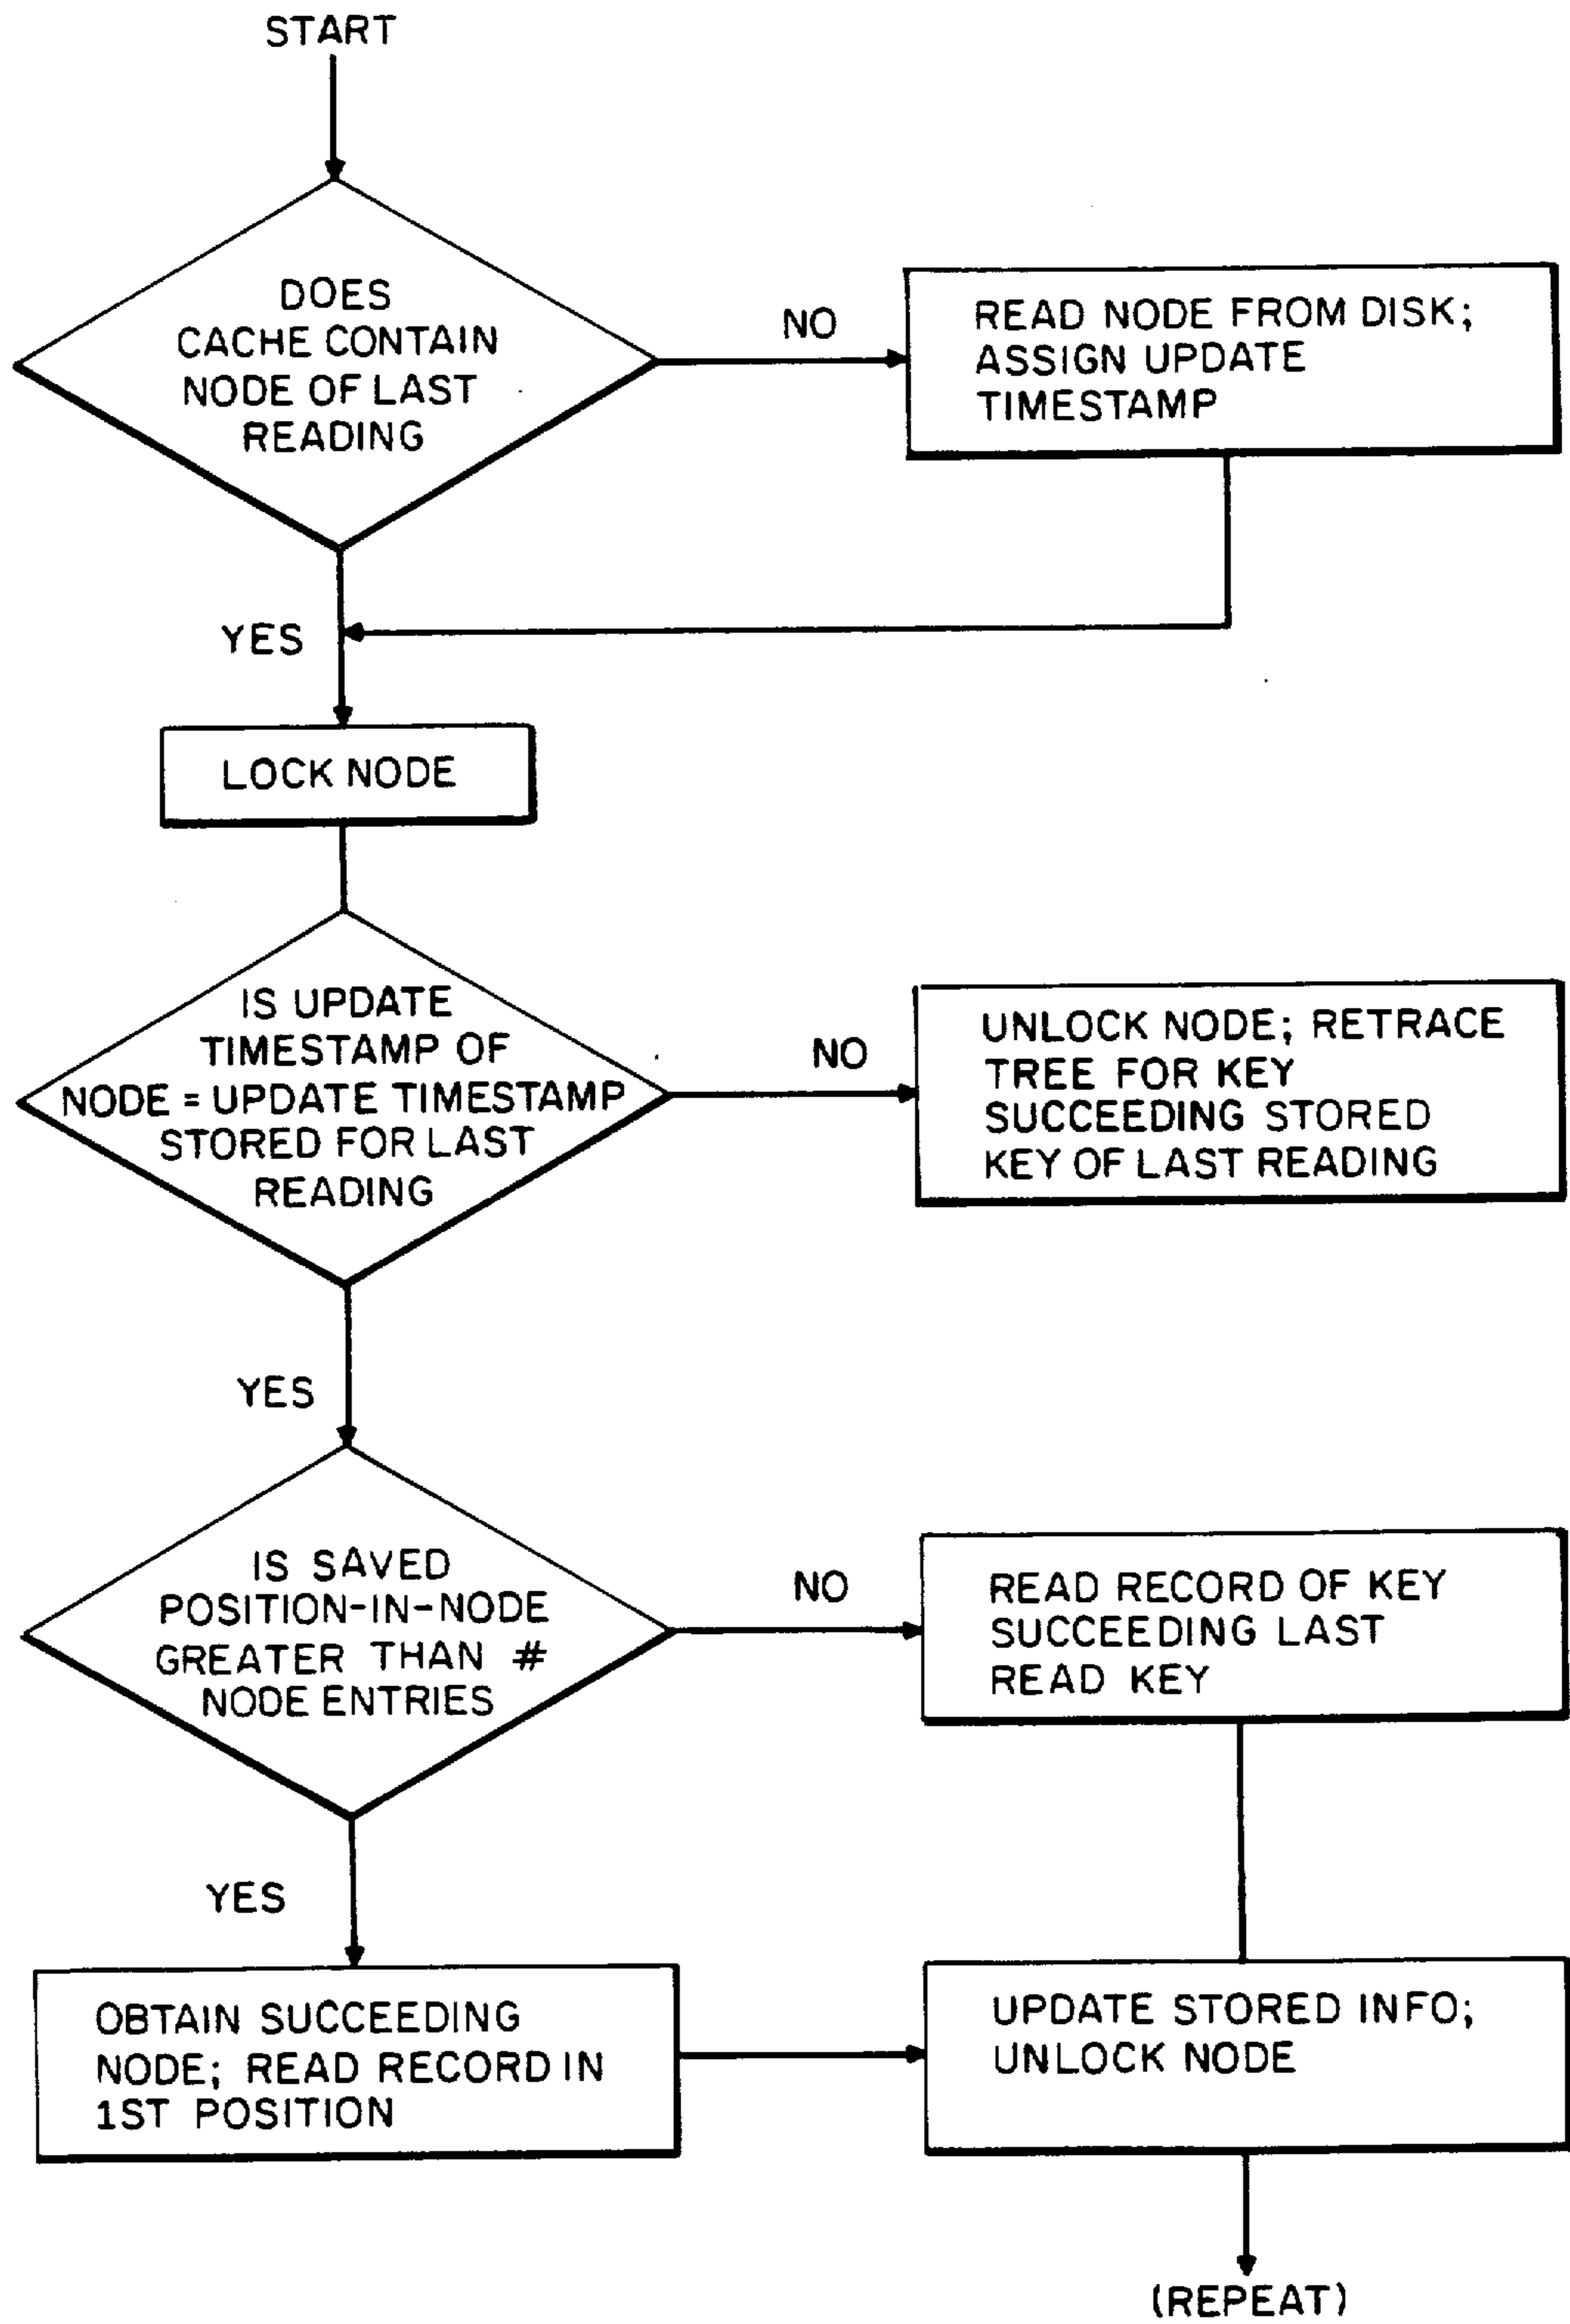 START
DOES
CACHE CONTAIN
NODE OF LAST
READING
NO
READ NODE FROM DISK;
ASSIGN UPDATE
TIMESTAMP
YES
LOCK NODE
IS UPDATE
TIMESTAMP OF
NODE = UPDATE TIMESTAMP
STORED FOR LAST
READING
NO
UNLOCK NODE; RETRACE
TREE FOR KEY
SUCCEEDING STORED
KEY OF LAST READING
YES
IS SAVED
POSITION-IN-NODE
GREATER THAN #
NODE ENTRIES
NO
READ RECORD OF KEY
SUCCEEDING LAST
READ KEY
YES
OBTAIN SUCCEEDING
NODE; READ RECORD IN
1ST POSITION
UPDATE STORED INFO;
UNLOCK NODE
(REPEAT)